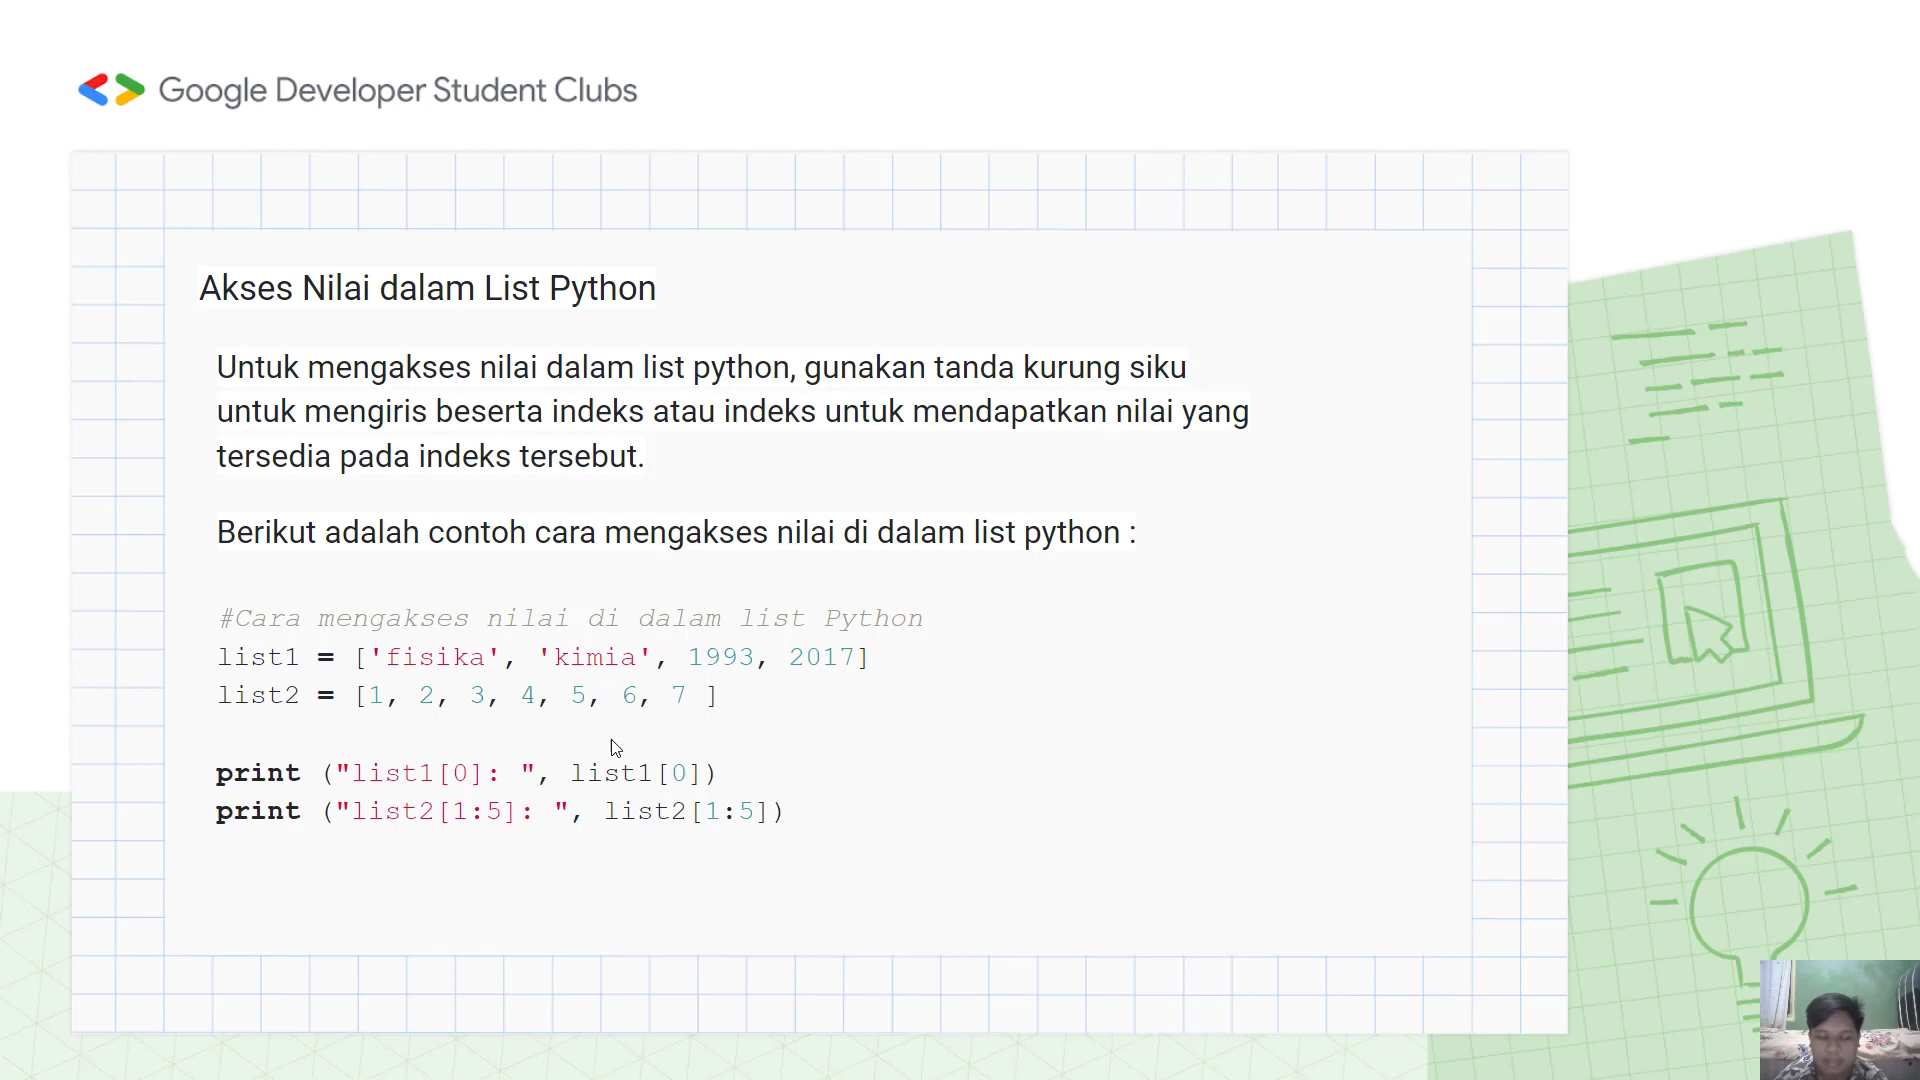 Google Developer Student Clubs
Akses Nilai dalam List Python
Untuk mengakses nilai dalam list python, gunakan tanda kurung siku
untuk mengiris beserta indeks atau indeks untuk mendapatkan nilai yang
tersedia pada indeks tersebut.
Berikut adalah contoh cara mengakses nilai di dalam list python :
#Cara mengakses nilai di dalam list Python
list1 = ['fisika', 'kimia', 1993, 2017]
list2 = [1, 2, 3, 4, 5, 6, 7 ]
print ("list1[0]: ", list1[0])
print ("list2[1:5]: ", list2[1:5])